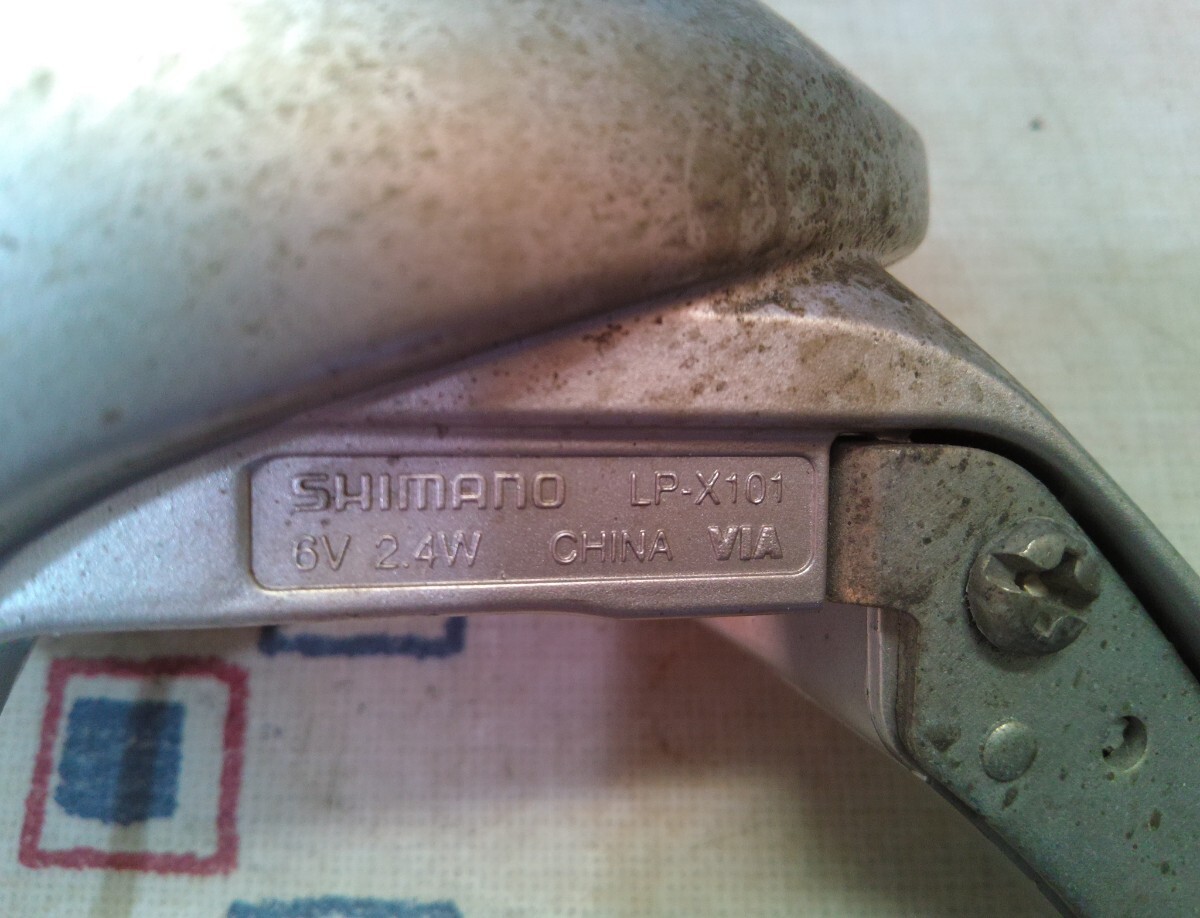 SHIMANO LP-X101
6V 2.4W CHINA VIA